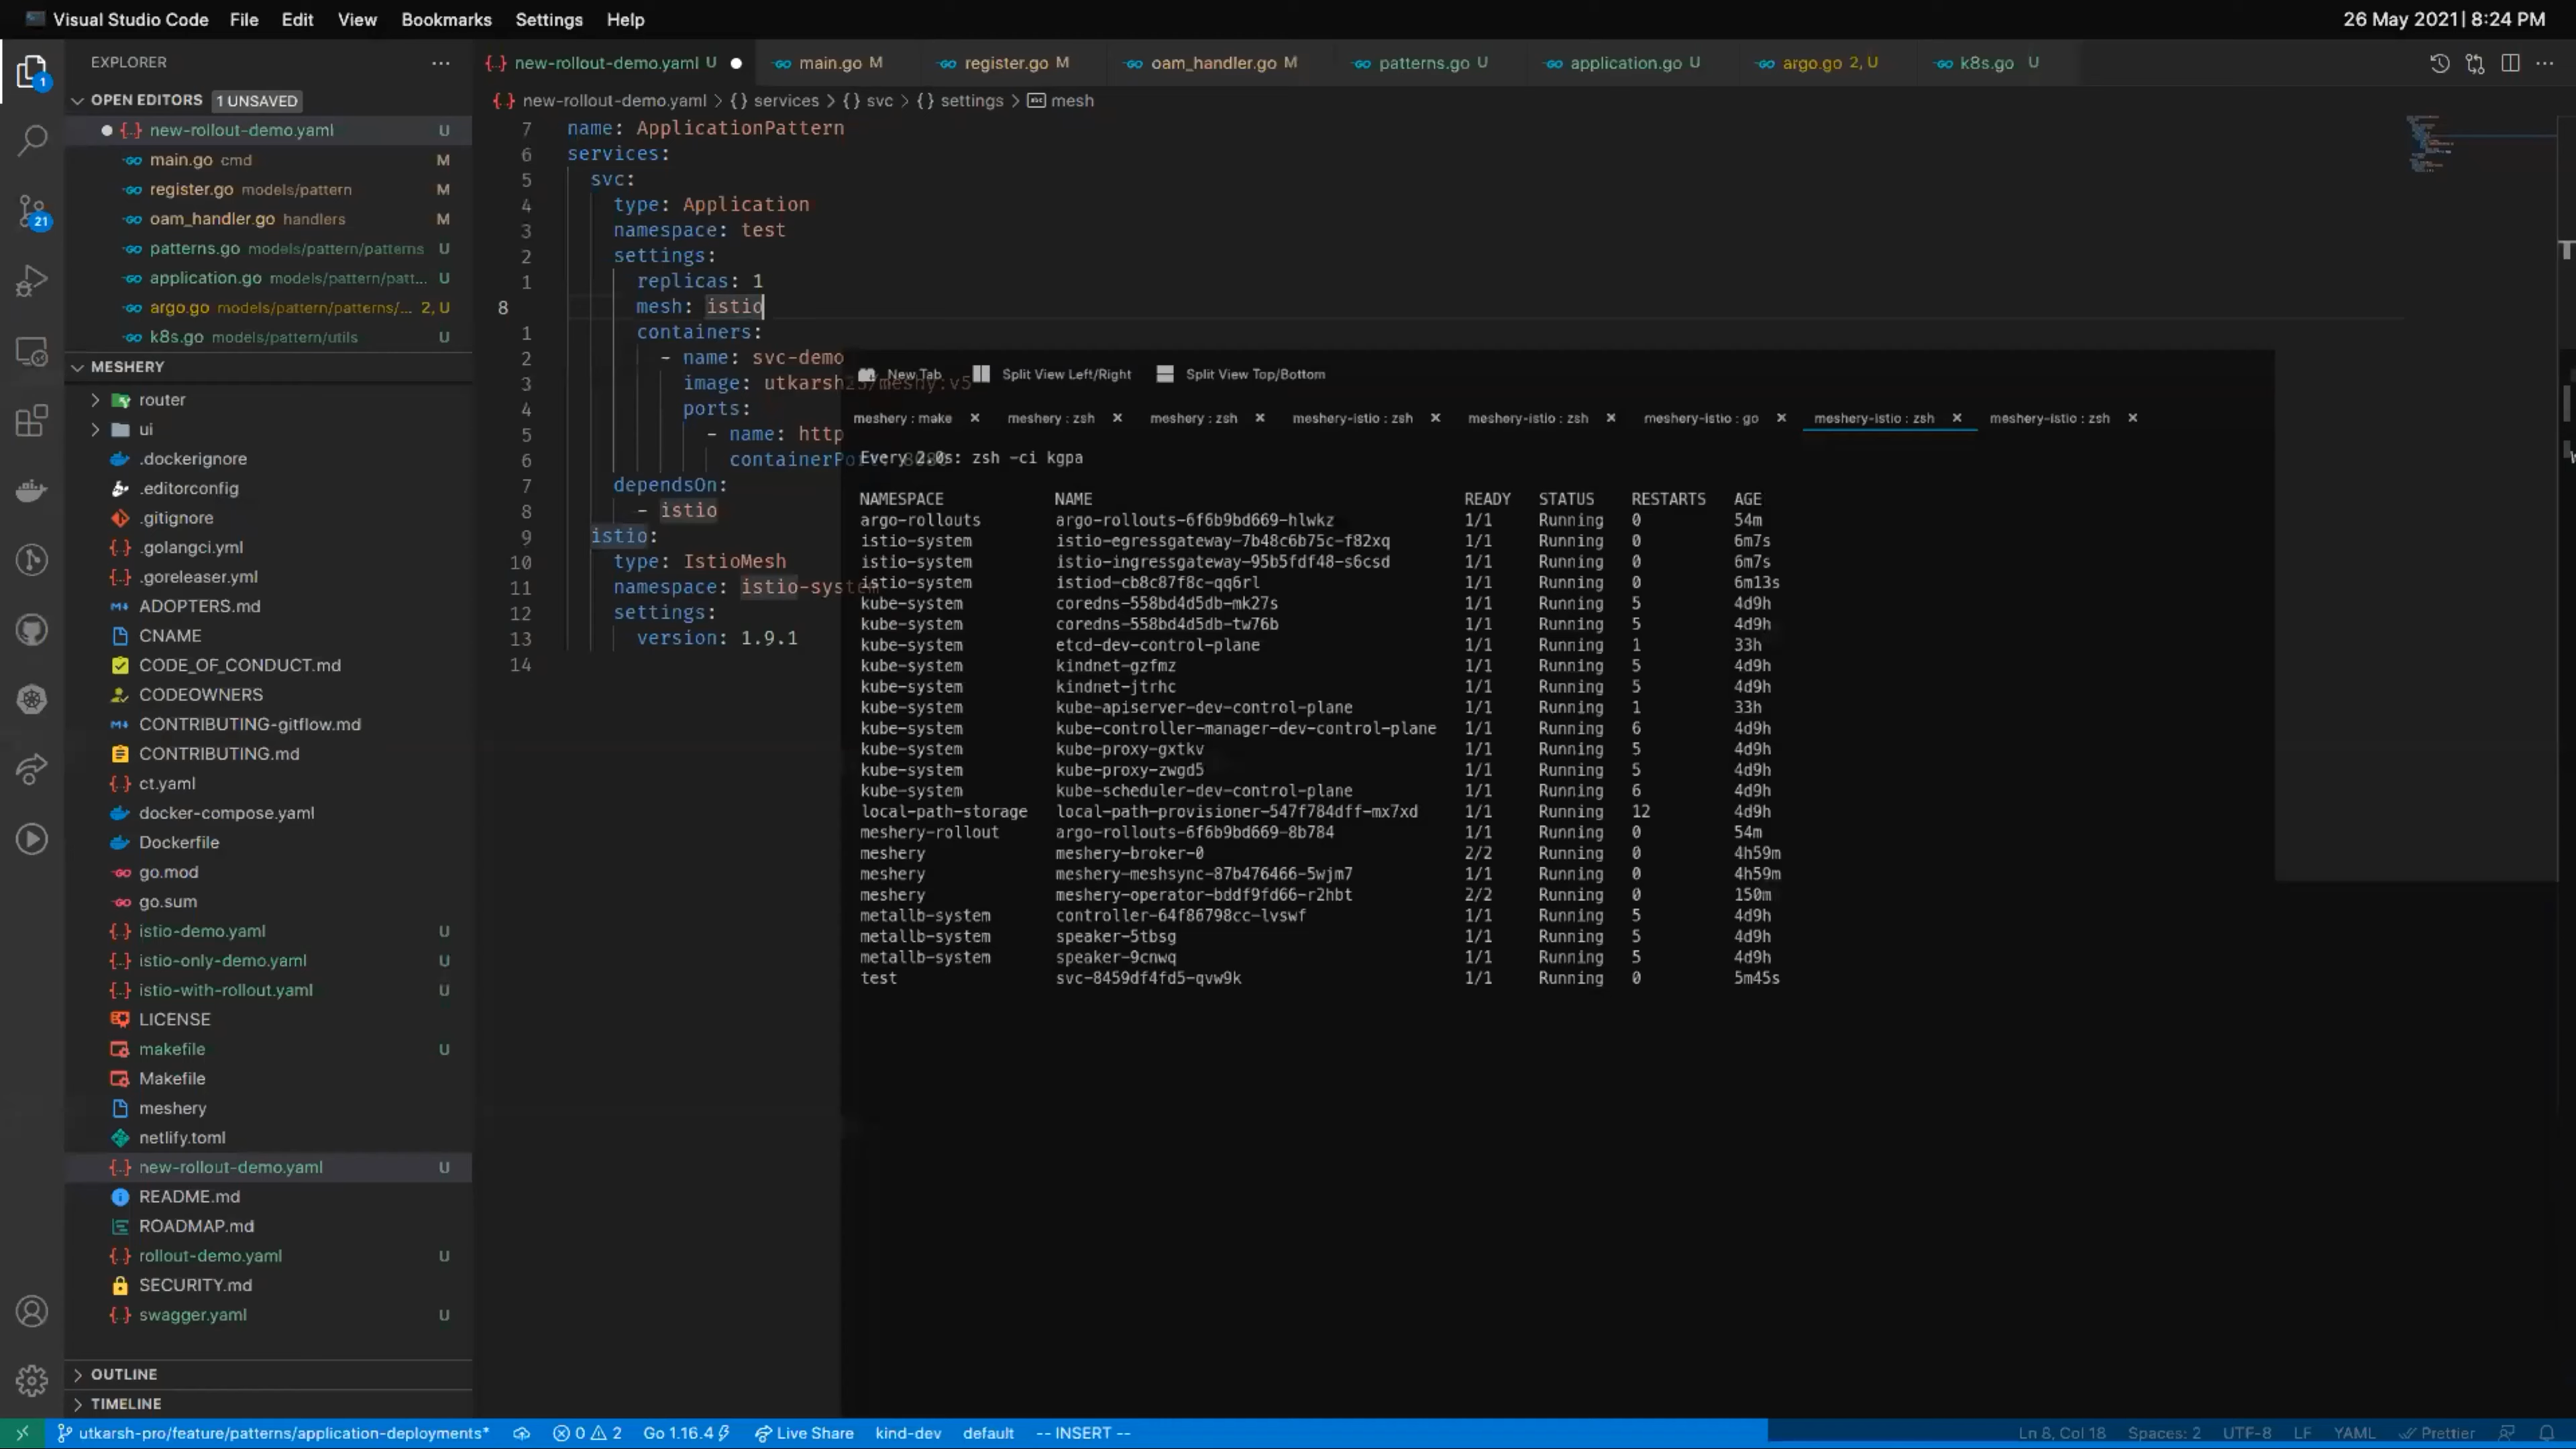 Visual Studio Code File Edit View Bookmarks Settings Help 26 May 2021| 8:24 PM
EXPLORER
OPEN EDITORS 1 UNSAVED
new-rollout-demo.yaml U
main.go cmd M
register.go models/pattern M
oam_handler.go handlers M
patterns.go models/pattern/patterns U
application.go models/pattern/patt... U
argo.go models/pattern/patterns/... 2, U
k8s.go models/pattern/utils U
MESHERY
router
ui
.dockerignore
.editorconfig
.gitignore
.golangci.yml
.goreleaser.yml
ADOPTERS.md
CNAME
CODE_OF_CONDUCT.md
CODEOWNERS
CONTRIBUTING-gitflow.md
CONTRIBUTING.md
ct.yaml
docker-compose.yaml
Dockerfile
go.mod
go.sum
istio-demo.yaml U
istio-only-demo.yaml U
istio-with-rollout.yaml U
LICENSE
makefile U
Makefile
meshery
netlify.toml
new-rollout-demo.yaml U
README.md
ROADMAP.md
rollout-demo.yaml U
SECURITY.md
swagger.yaml U
OUTLINE
TIMELINE
1
21
new-rollout-demo.yaml U main.go M register.go M oam_handler.go M patterns.go U application.go U argo.go 2, U k8s.go U
new-rollout-demo.yaml > {} services > {} svc > {} settings > mesh
7 name: ApplicationPattern
6 services:
5 svc:
4 type: Application
3 namespace: test
2 settings:
1 replicas: 1
8 mesh: istio
1 containers:
2 - name: svc-demo
3 image: utkarsh23/meshy:v5
4 ports:
5 - name: http
6 containerPort: 8080
7 dependsOn:
8 - istio
9 istio:
10 type: IstioMesh
11 namespace: istio-system
12 settings:
13 version: 1.9.1
14
New Tab Split View Left/Right Split View Top/Bottom
meshery : make meshery : zsh meshery : zsh meshery-istio : zsh meshery-istio : zsh meshery-istio : go meshery-istio : zsh meshery-istio : zsh
Every 2.0s: zsh -ci kgpa
NAMESPACE NAME READY STATUS RESTARTS AGE
argo-rollouts argo-rollouts-6f6b9bd669-hlwkz 1/1 Running 0 54m
istio-system istio-egressgateway-7b48c6b75c-f82xq 1/1 Running 0 6m7s
istio-system istio-ingressgateway-95b5fdf48-s6csd 1/1 Running 0 6m7s
istio-system istiod-cb8c87f8c-qq6rl 1/1 Running 0 6m13s
kube-system coredns-558bd4d5db-mk27s 1/1 Running 5 4d9h
kube-system coredns-558bd4d5db-tw76b 1/1 Running 5 4d9h
kube-system etcd-dev-control-plane 1/1 Running 1 33h
kube-system kindnet-gzfmz 1/1 Running 5 4d9h
kube-system kindnet-jtrhc 1/1 Running 5 4d9h
kube-system kube-apiserver-dev-control-plane 1/1 Running 1 33h
kube-system kube-controller-manager-dev-control-plane 1/1 Running 6 4d9h
kube-system kube-proxy-gxtkv 1/1 Running 5 4d9h
kube-system kube-proxy-zwgd5 1/1 Running 5 4d9h
kube-system kube-scheduler-dev-control-plane 1/1 Running 6 4d9h
local-path-storage local-path-provisioner-547f784dff-mx7xd 1/1 Running 12 4d9h
meshery-rollout argo-rollouts-6f6b9bd669-8b784 1/1 Running 0 54m
meshery meshery-broker-0 2/2 Running 0 4h59m
meshery meshery-meshsync-87b476466-5wjm7 1/1 Running 0 4h59m
meshery meshery-operator-bddf9fd66-r2hbt 2/2 Running 0 150m
metallb-system controller-64f86798cc-lvswf 1/1 Running 5 4d9h
metallb-system speaker-5tbsg 1/1 Running 5 4d9h
metallb-system speaker-9cnwq 1/1 Running 5 4d9h
test svc-8459df4fd5-qvw9k 1/1 Running 0 5m45s
utkarsh-pro/feature/patterns/application-deployments* 0 2 Go 1.16.4 Live Share kind-dev default -- INSERT -- Ln 8, Col 18 Spaces: 2 UTF-8 LF YAML Prettier